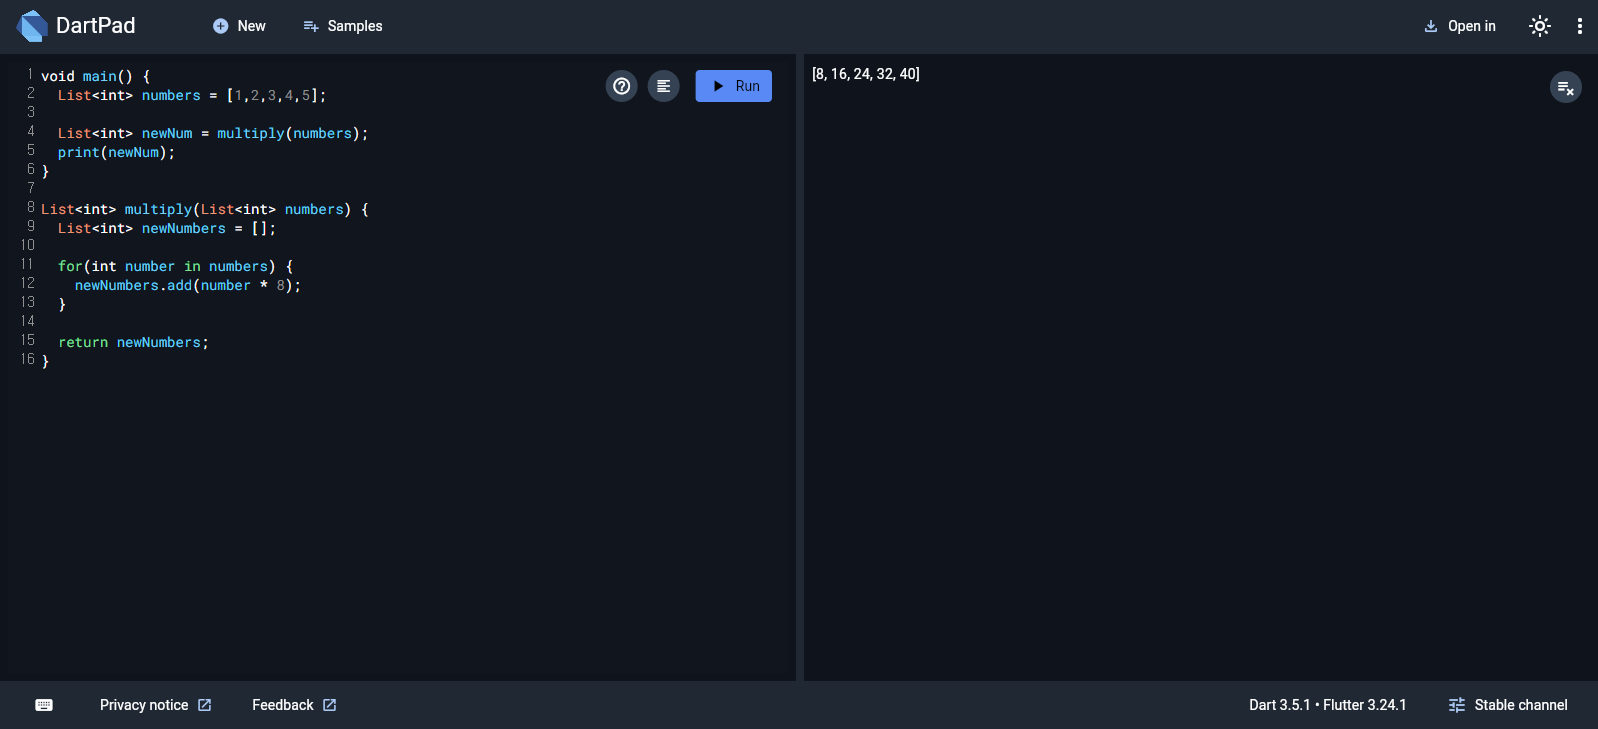 DartPad New Samples Open in
1 void main() {
2 List<int> numbers = [1,2,3,4,5];
3
4 List<int> newNum = multiply(numbers);
5 print(newNum);
6 }
7
8 List<int> multiply(List<int> numbers) {
9 List<int> newNumbers = [];
10
11 for(int number in numbers) {
12 newNumbers.add(number * 8);
13 }
14
15 return newNumbers;
16 }
Run
[8, 16, 24, 32, 40]
Privacy notice Feedback Dart 3.5.1 • Flutter 3.24.1 Stable channel